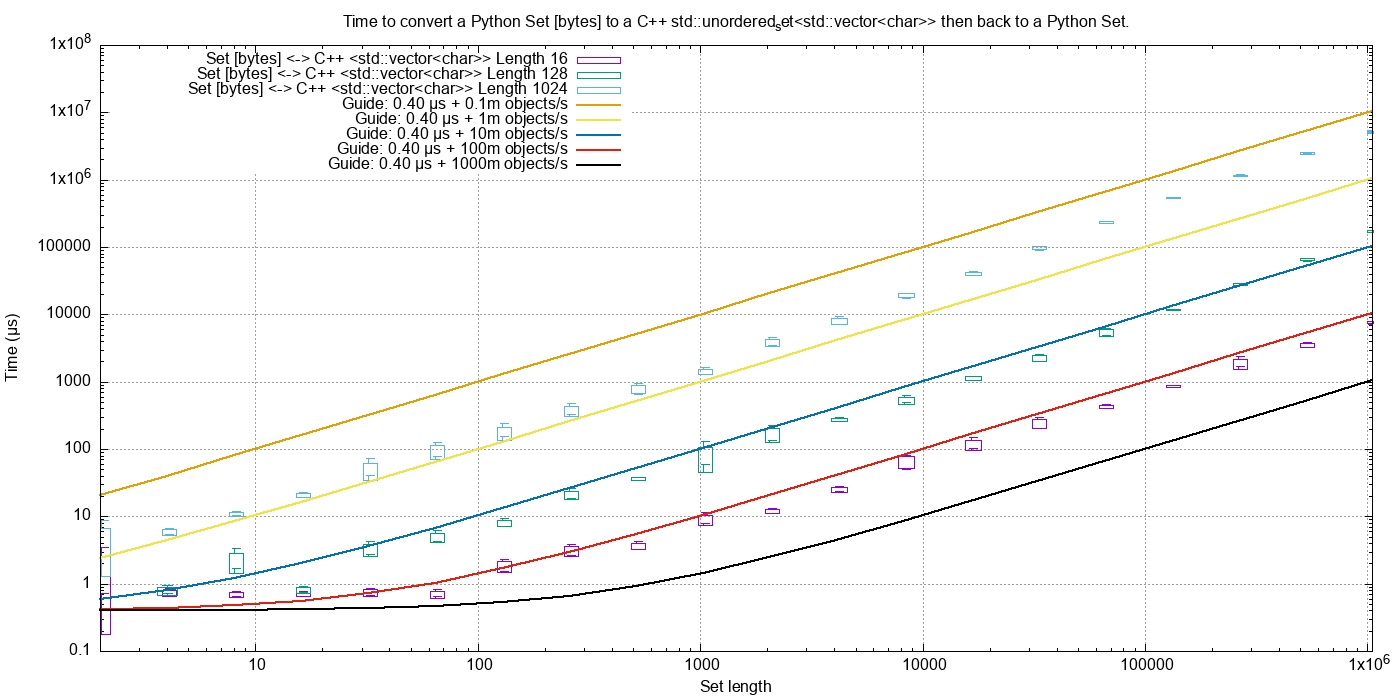 Time to convert a Python Set [bytes] to a C++ std::unordered_set<std::vector<char>> then back to a Python Set.
1x10^8
1x10^7
1x10^6
100000
10000
1000
100
10
1
0.1
Time (µs)
Set [bytes] <-> C++ <std::vector<char>> Length 16
Set [bytes] <-> C++ <std::vector<char>> Length 128
Set [bytes] <-> C++ <std::vector<char>> Length 1024
Guide: 0.40 µs + 0.1m objects/s
Guide: 0.40 µs + 1m objects/s
Guide: 0.40 µs + 10m objects/s
Guide: 0.40 µs + 100m objects/s
Guide: 0.40 µs + 1000m objects/s
10 100 1000 10000 100000 1x10^6
Set length